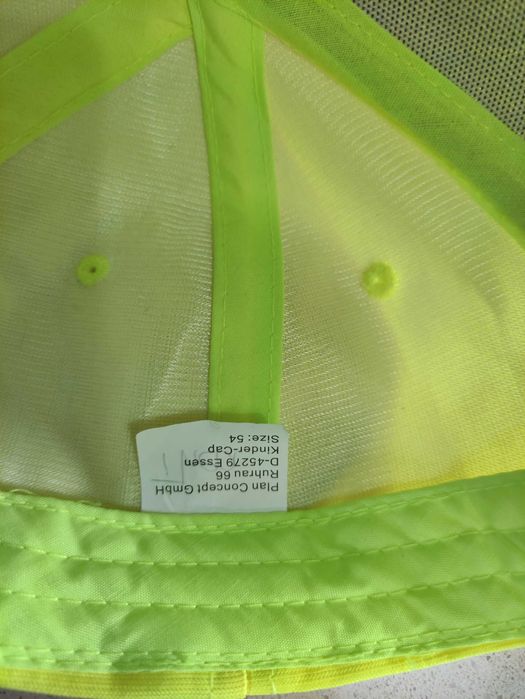 Plan Concept GmbH
Ruhrau 66
D-45279 Essen
Kinder-Cap
Size: 54